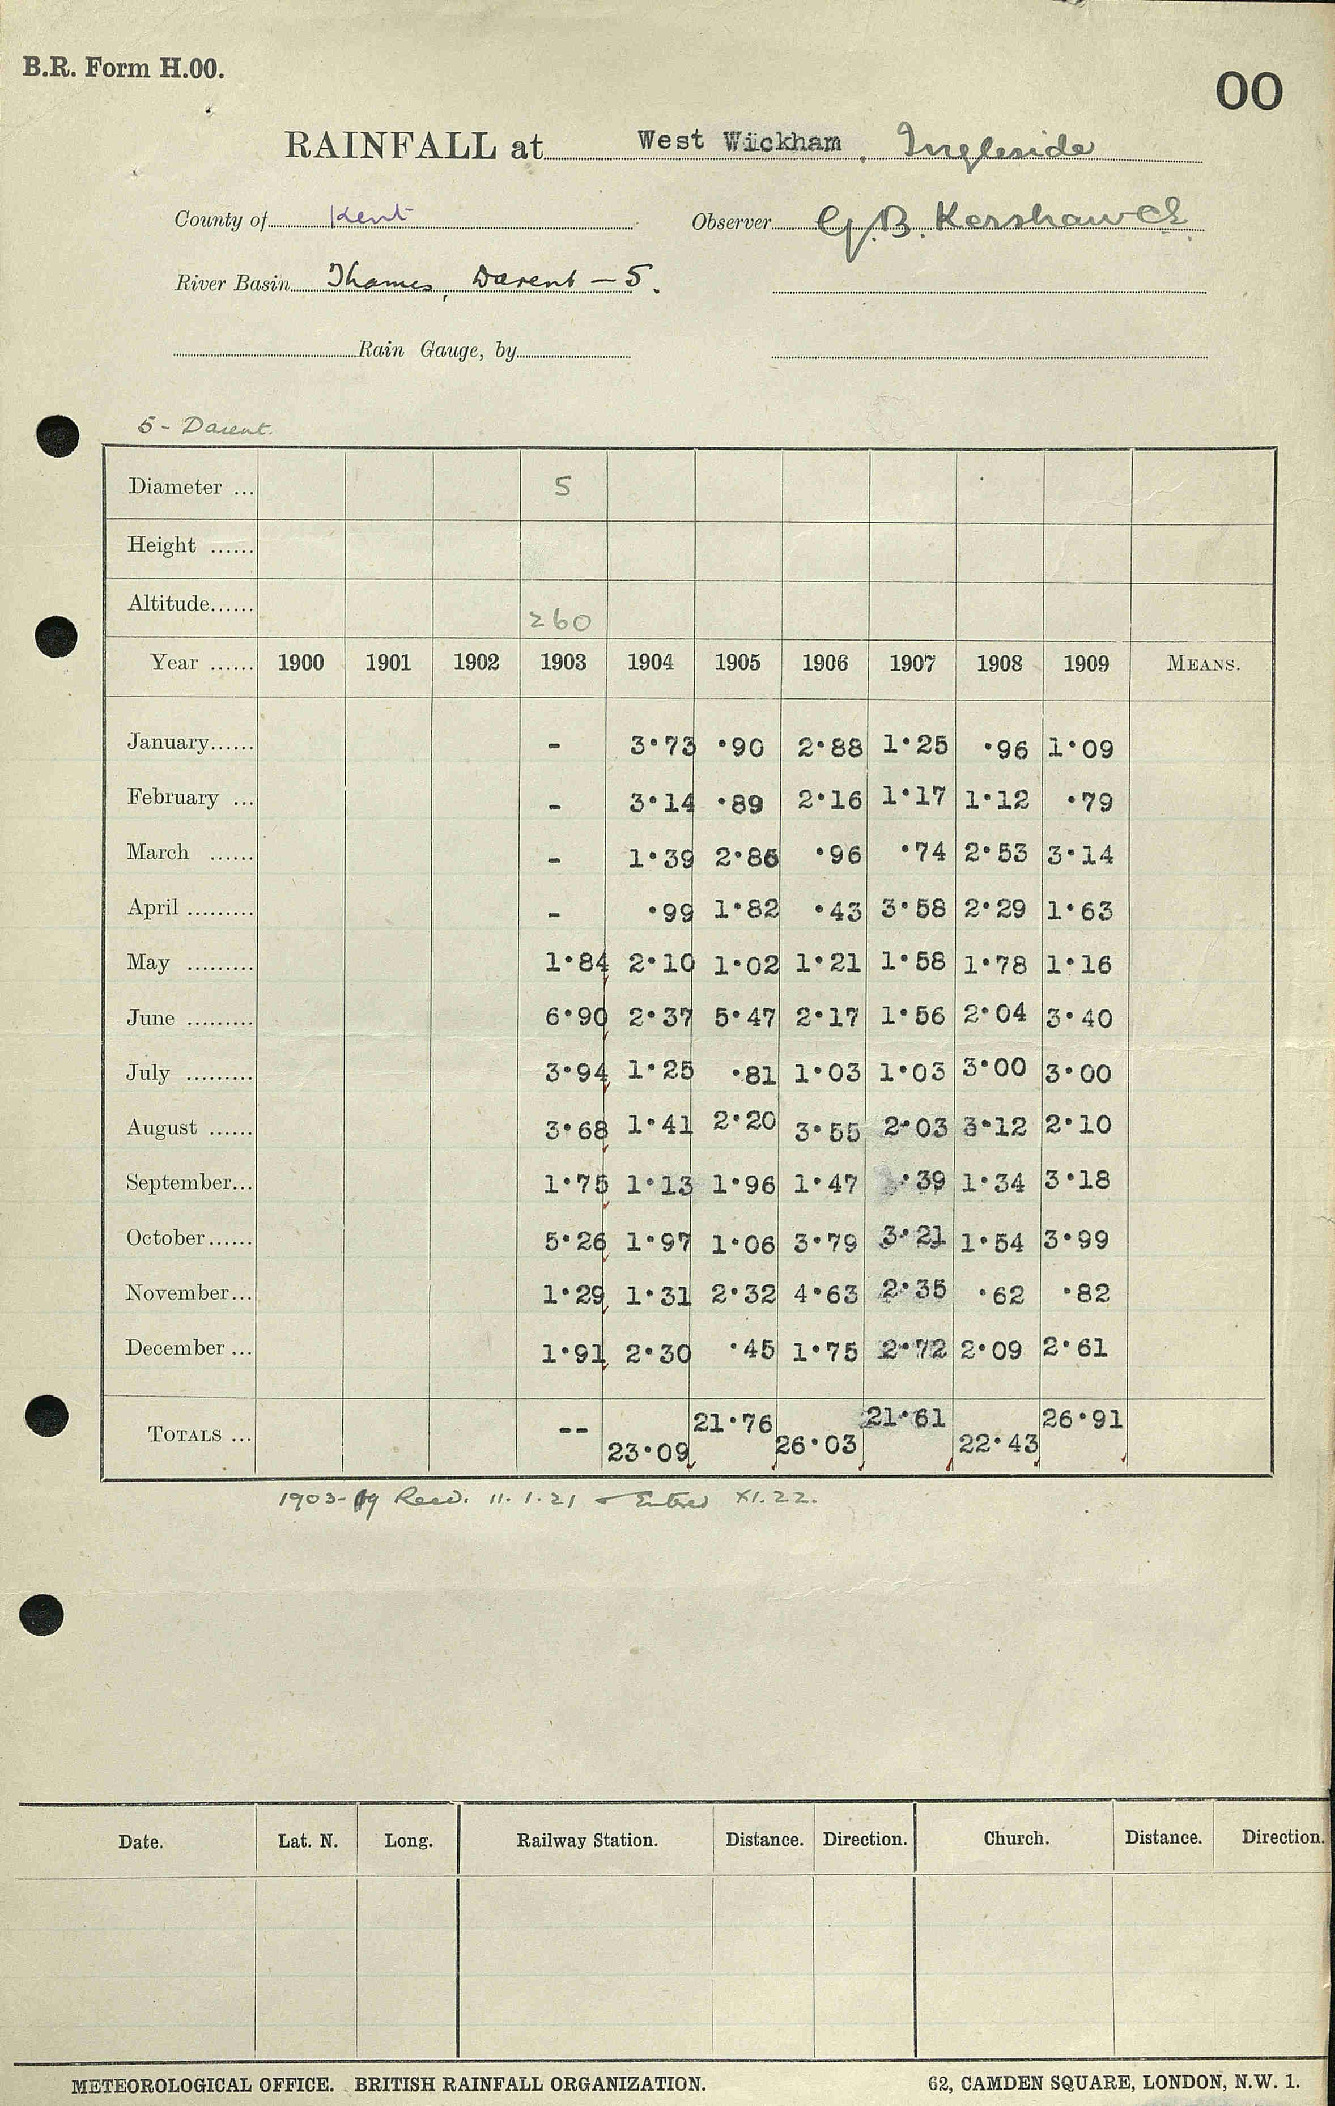 B.R. Form H.00.
00
RAINFALL at West Wickham, Ingleside
County of Kent Observer G.B. Kershaw
River Basin Thames, Darent — 5.
Rain Gauge, by
5 - Darent.
Diameter ... 5
Height ......
Altitude...... 260
Year ...... 1900 1901 1902 1903 1904 1905 1906 1907 1908 1909 MEANS.
January...... - 3·73 ·90 2·88 1·25 ·96 1·09
February ... - 3·14 ·89 2·16 1·17 1·12 ·79
March ...... - 1·39 2·86 ·96 ·74 2·53 3·14
April ......... - ·99 1·82 ·43 3·58 2·29 1·63
May ......... 1·84 2·10 1·02 1·21 1·58 1·78 1·16
June ......... 6·90 2·37 5·47 2·17 1·56 2·04 3·40
July ......... 3·94 1·25 ·81 1·03 1·03 3·00 3·00
August ...... 3·68 1·41 2·20 3·55 2·03 3·12 2·10
September... 1·75 1·13 1·96 1·47 ·39 1·34 3·18
October...... 5·26 1·97 1·06 3·79 3·21 1·54 3·99
November... 1·29 1·31 2·32 4·63 2·35 ·62 ·82
December ... 1·91 2·30 ·45 1·75 2·72 2·09 2·61
TOTALS ... -- 23·09 21·76 26·03 21·61 22·43 26·91
1903-19 Recd. 11.1.21 Entred XI.22.
Date. Lat. N. Long. Railway Station. Distance. Direction. Church. Distance. Direction.
METEOROLOGICAL OFFICE. BRITISH RAINFALL ORGANIZATION. 62, CAMDEN SQUARE, LONDON, N.W. 1.